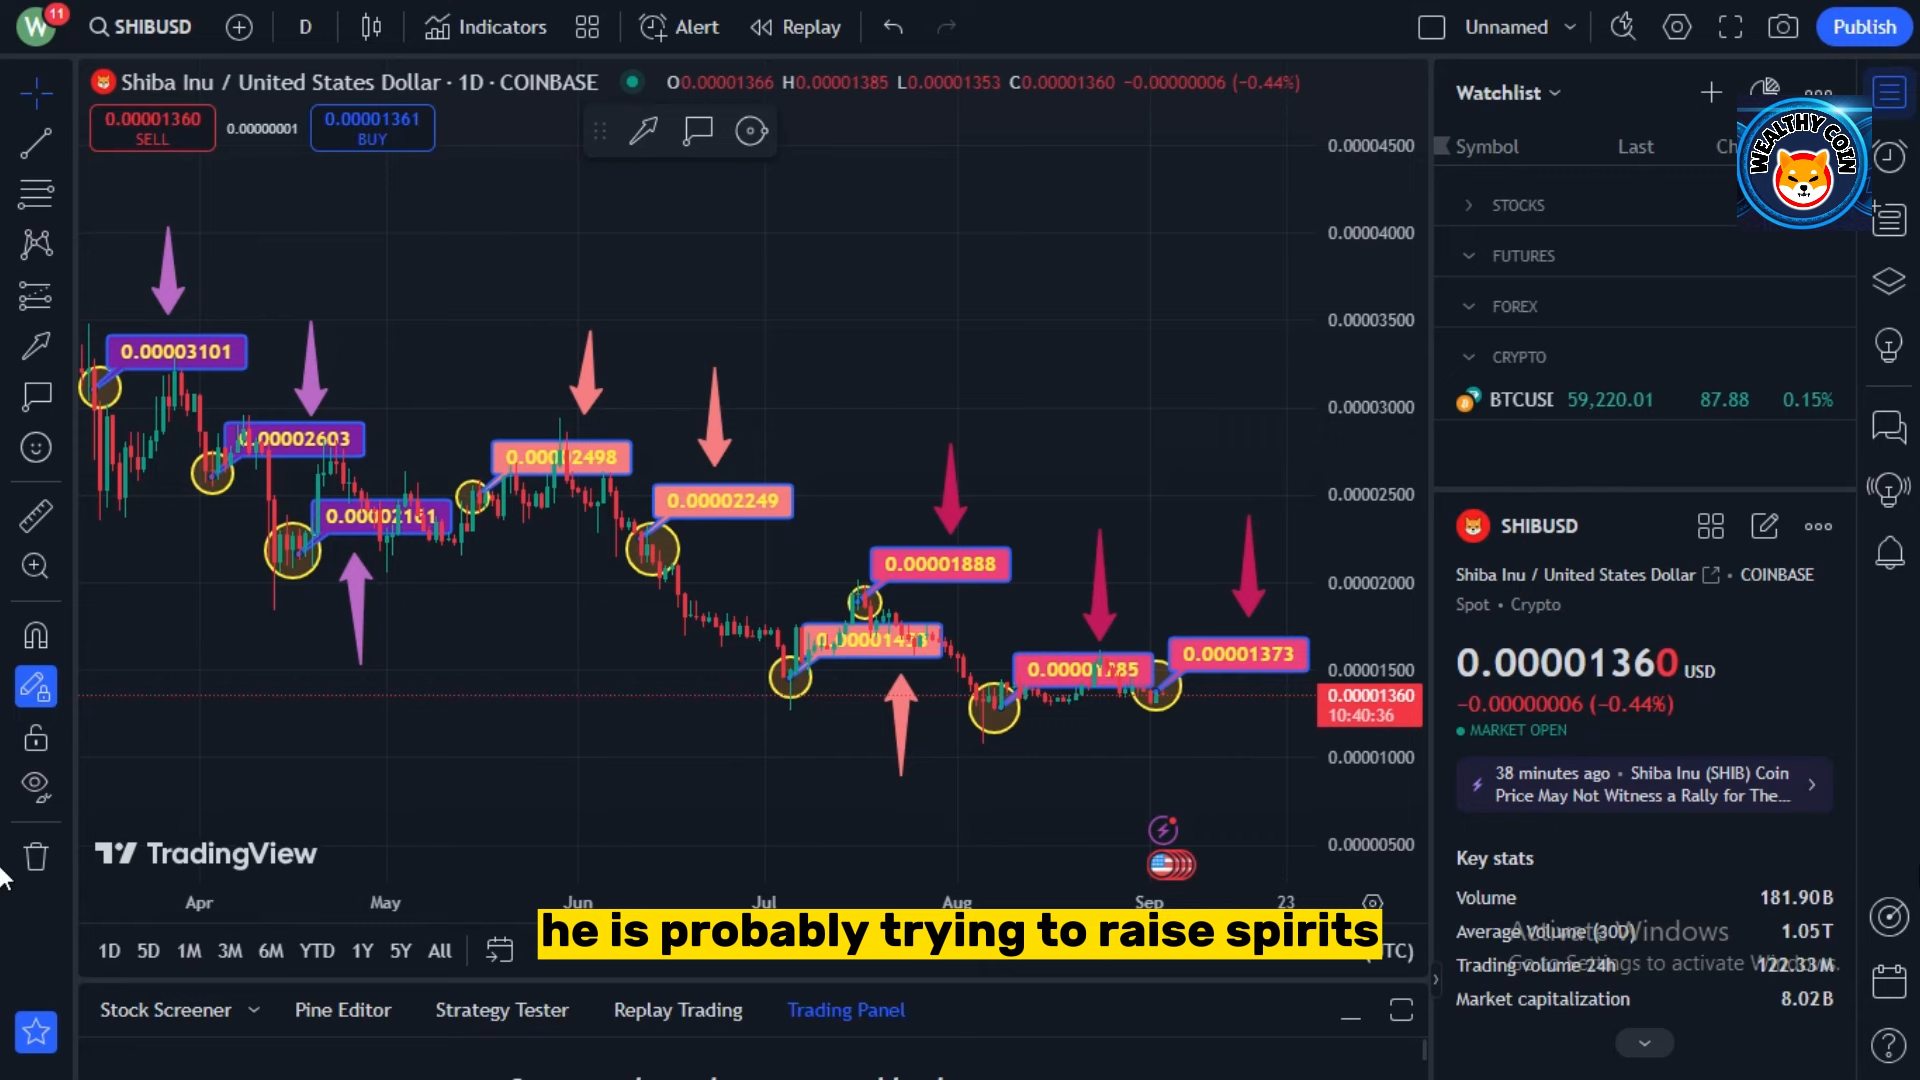 W
11
SHIBUSD
D
Indicators
Alert
Replay
Unnamed
Publish
Shiba Inu / United States Dollar · 1D · COINBASE
O0.00001366 H0.00001385 L0.00001353 C0.00001360 −0.00000006 (−0.44%)
0.00001360
SELL
0.00000001
0.00001361
BUY
0.00004500
0.00004000
0.00003500
0.00003000
0.00002500
0.00002000
0.00001500
0.00001360
10:40:36
0.00001000
0.00000500
0.00003101
0.00002603
0.00002161
0.00002498
0.00002249
0.00001888
0.00001373
TradingView
Apr
May
Jun
Jul
Aug
Sep
23
1D
5D
1M
3M
6M
YTD
1Y
5Y
All
he is probably trying to raise spirits
TC)
Stock Screener
Pine Editor
Strategy Tester
Replay Trading
Trading Panel
Watchlist
Symbol
Last
Ch
WEALTHY COIN
STOCKS
FUTURES
FOREX
CRYPTO
BTCUSD 59,220.01 87.88 0.15%
SHIBUSD
Shiba Inu / United States Dollar • COINBASE
Spot • Crypto
0.00001360 USD
−0.00000006 (−0.44%)
MARKET OPEN
38 minutes ago • Shiba Inu (SHIB) Coin
Price May Not Witness a Rally for The...
Key stats
Volume 181.90B
Average Volume (30D) 1.05T
Trading volume 24h 122.33M
Market capitalization 8.02B
Activate Windows
Go to Settings to activate Windows.